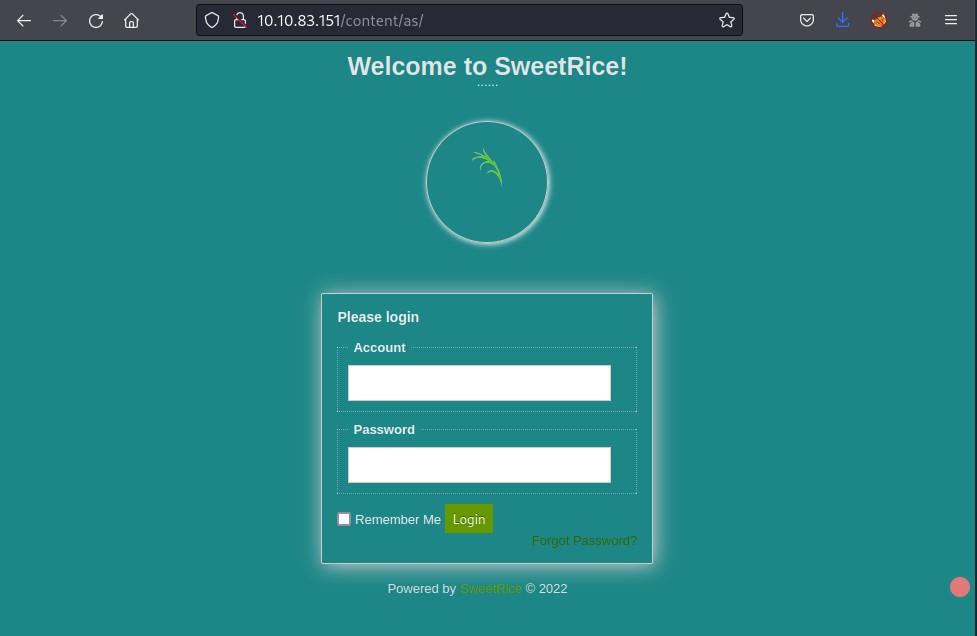 10.10.83.151/content/as/
Welcome to SweetRice!
......
Please login
Account
Password
Remember Me Login
Forgot Password?
Powered by SweetRice © 2022